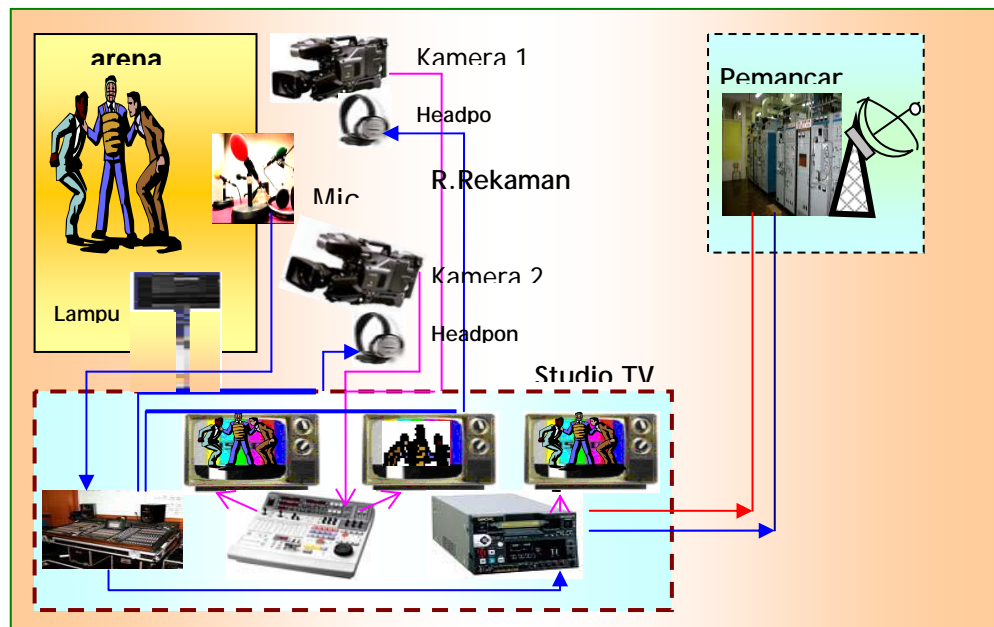 arena
Kamera 1
Pemancar
Headpo
R.Rekaman
Mic
Kamera 2
Lampu
Headpon
Studio TV